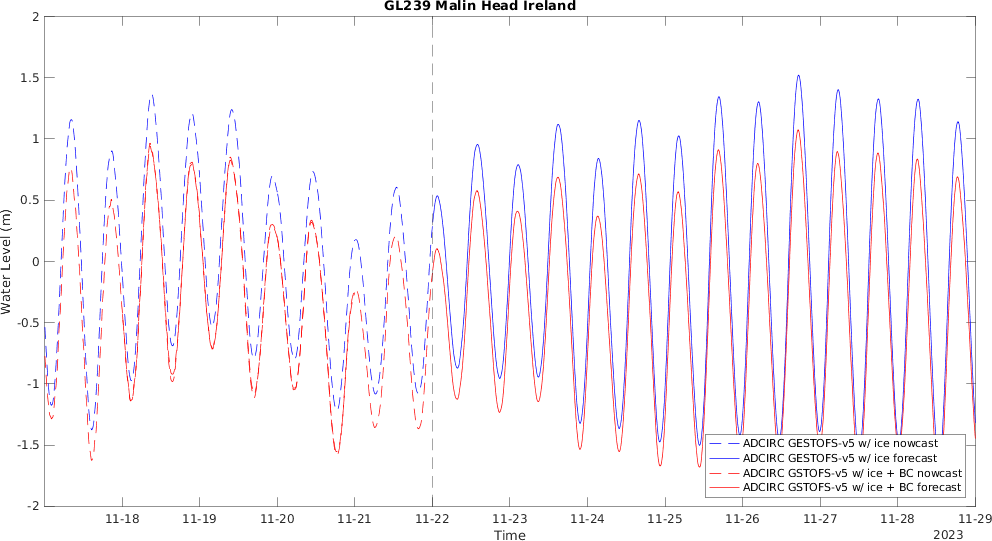 GL239 Malin Head Ireland
2
1.5
1
0.5
0
-0.5
-1
-1.5
-2
Water Level (m)
ADCIRC GESTOFS-v5 w/ ice nowcast
ADCIRC GESTOFS-v5 w/ ice forecast
ADCIRC GSTOFS-v5 w/ ice + BC nowcast
ADCIRC GSTOFS-v5 w/ ice + BC forecast
11-18 11-19 11-20 11-21 11-22 11-23 11-24 11-25 11-26 11-27 11-28 11-29
Time
2023